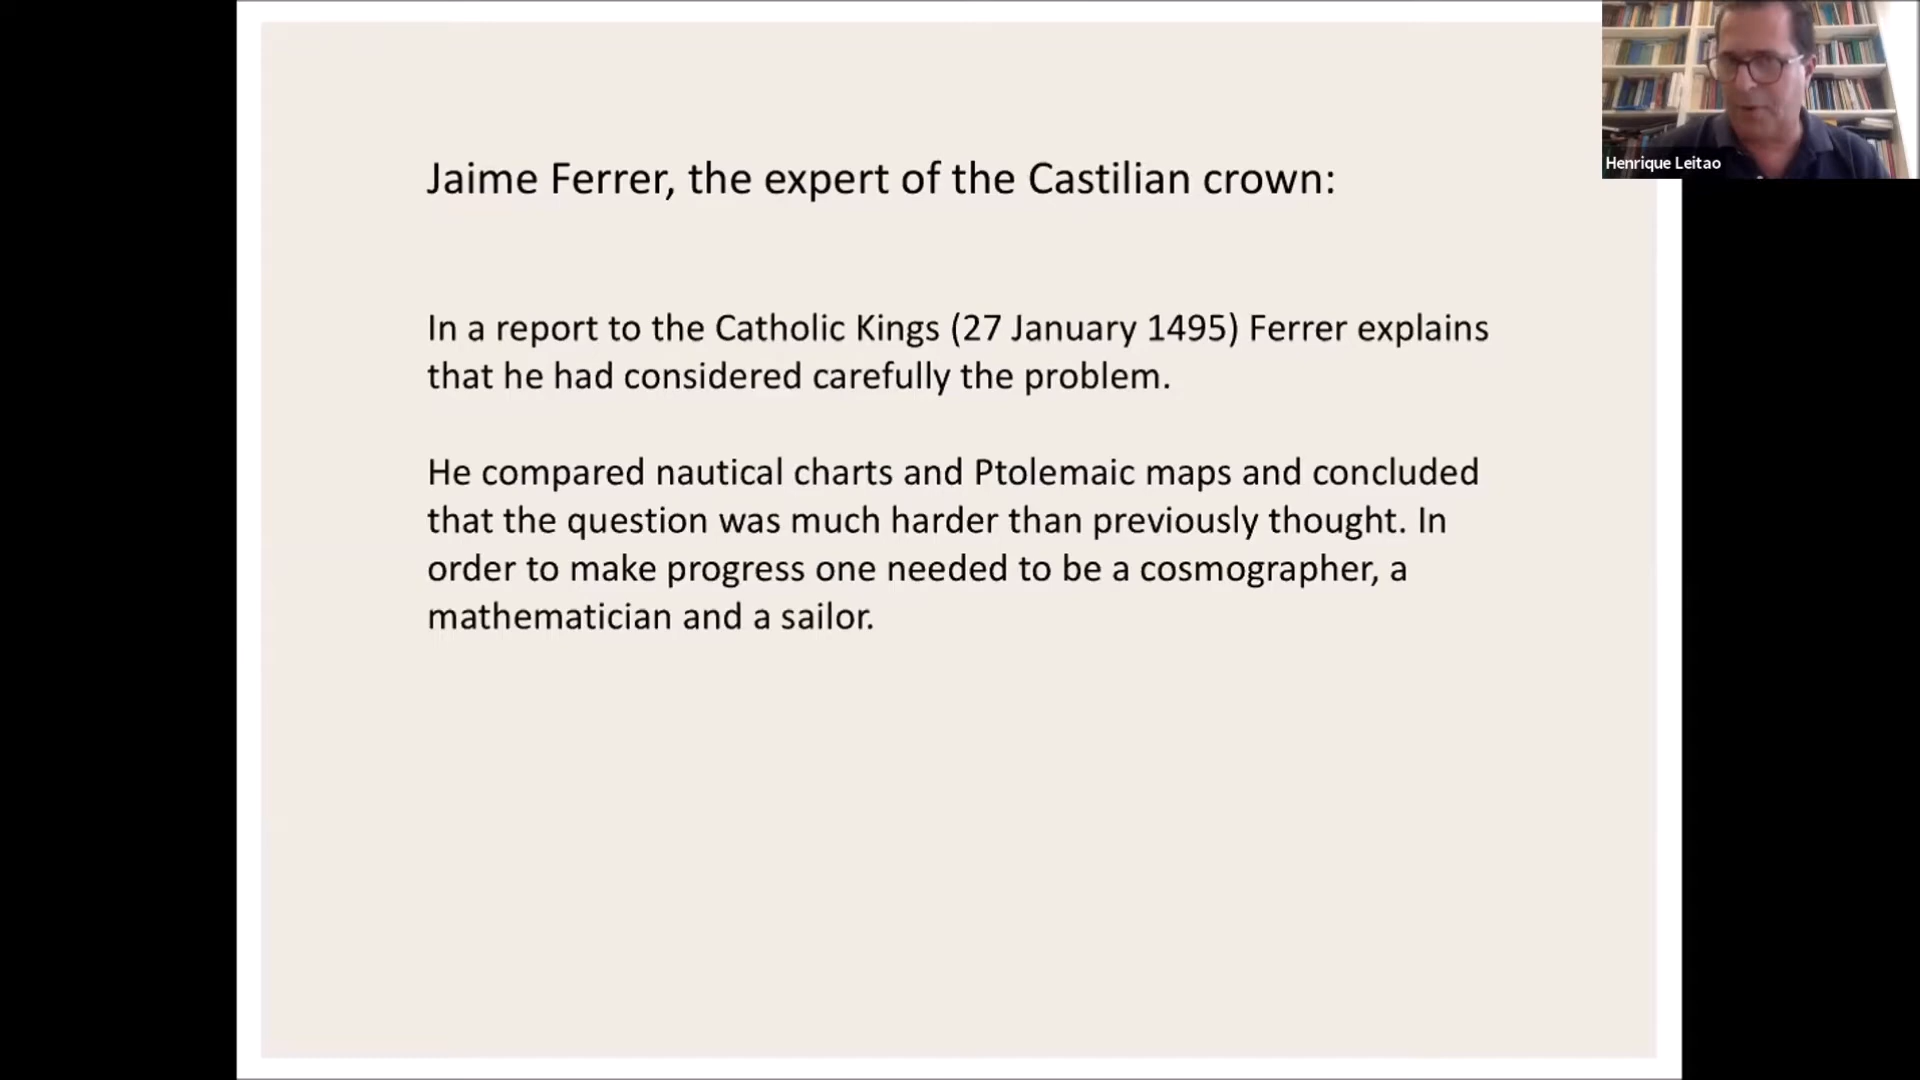 Henrique Leitao
Jaime Ferrer, the expert of the Castilian crown:
In a report to the Catholic Kings (27 January 1495) Ferrer explains
that he had considered carefully the problem.
He compared nautical charts and Ptolemaic maps and concluded
that the question was much harder than previously thought. In
order to make progress one needed to be a cosmographer, a
mathematician and a sailor.